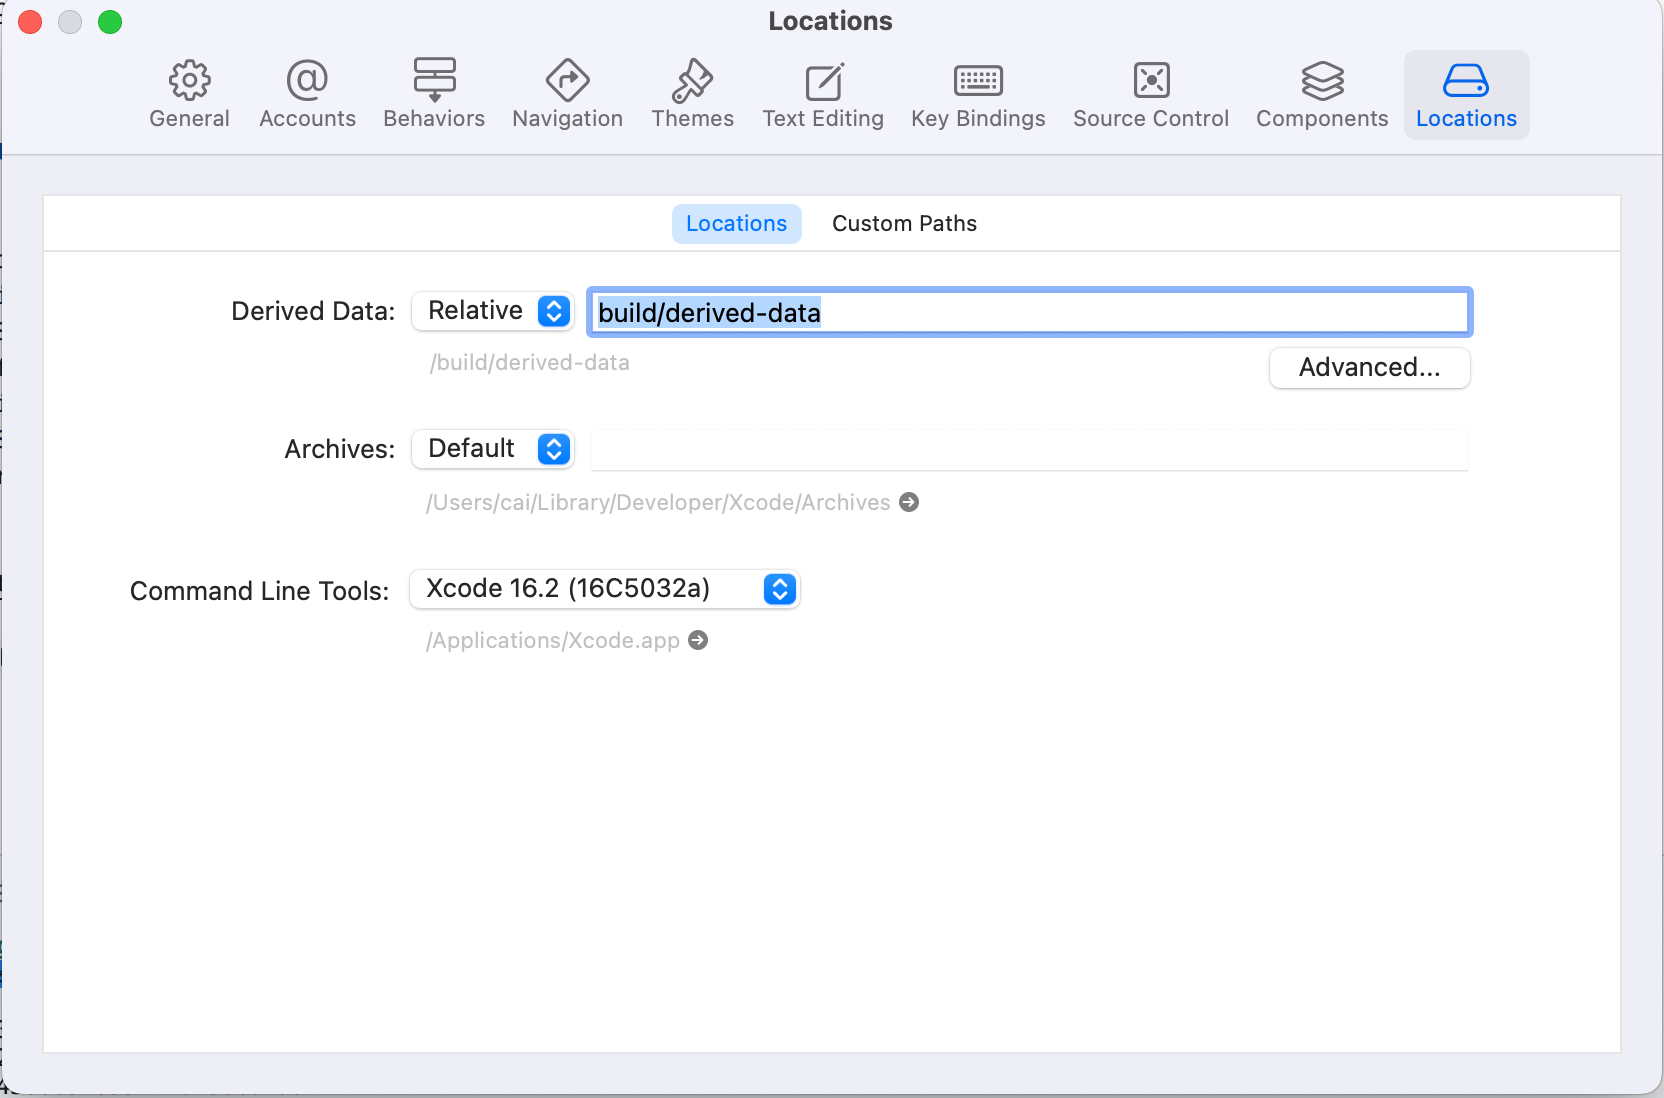 Locations
General Accounts Behaviors Navigation Themes Text Editing Key Bindings Source Control Components Locations
Locations Custom Paths
Derived Data: Relative build/derived-data
/build/derived-data
Advanced...
Archives: Default
/Users/cai/Library/Developer/Xcode/Archives
Command Line Tools: Xcode 16.2 (16C5032a)
/Applications/Xcode.app